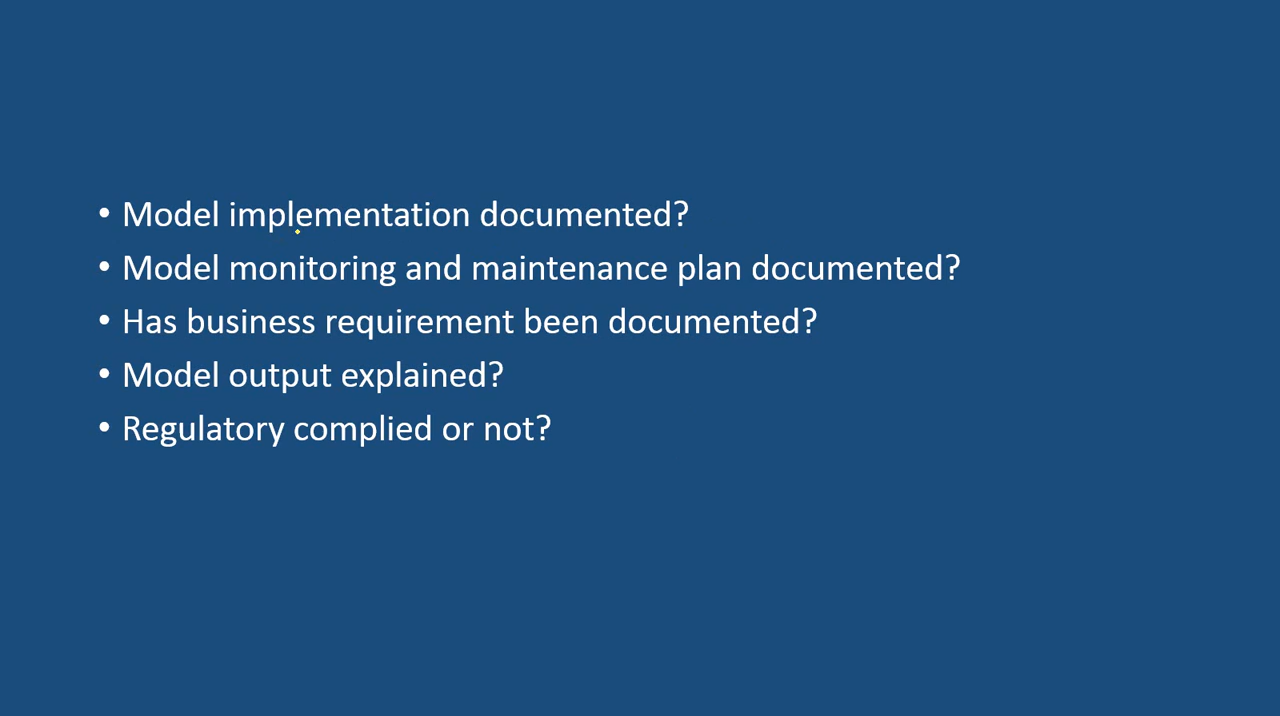 • Model implementation documented?
• Model monitoring and maintenance plan documented?
• Has business requirement been documented?
• Model output explained?
• Regulatory complied or not?